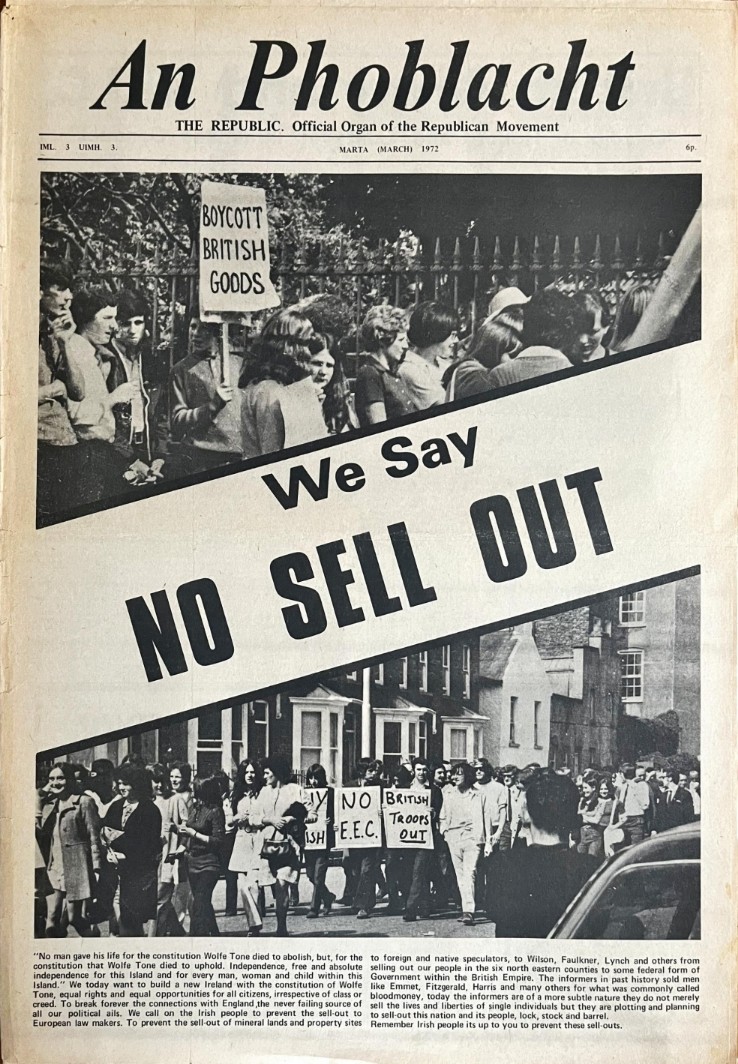 An Phoblacht
THE REPUBLIC. Official Organ of the Republican Movement
IML. 3 UIMH. 3.
MARTA (MARCH) 1972
6p.
BOYCOTT
BRITISH
GOODS
We Say
NO SELL OUT
NO
E.E.C.
BRITISH
TROOPS
OUT
"No man gave his life for the constitution Wolfe Tone died to abolish, but, for the
constitution that Wolfe Tone died to uphold. Independence, free and absolute
independence for this Island and for every man, woman and child within this
Island." We today want to build a new Ireland with the constitution of Wolfe
Tone, equal rights and equal opportunities for all citizens, irrespective of class or
creed. To break forever the connections with England,the never failing source of
all our political ails. We call on the Irish people to prevent the sell-out to
European law makers. To prevent the sell-out of mineral lands and property sites
to foreign and native speculators, to Wilson, Faulkner, Lynch and others from
selling out our people in the six north eastern counties to some federal form of
Government within the British Empire. The informers in past history sold men
like Emmet, Fitzgerald, Harris and many others for what was commonly called
bloodmoney, today the informers are of a more subtle nature they do not merely
sell the lives and liberties of single individuals but they are plotting and planning
to sell-out this nation and its people, lock, stock and barrel.
Remember Irish people its up to you to prevent these sell-outs.